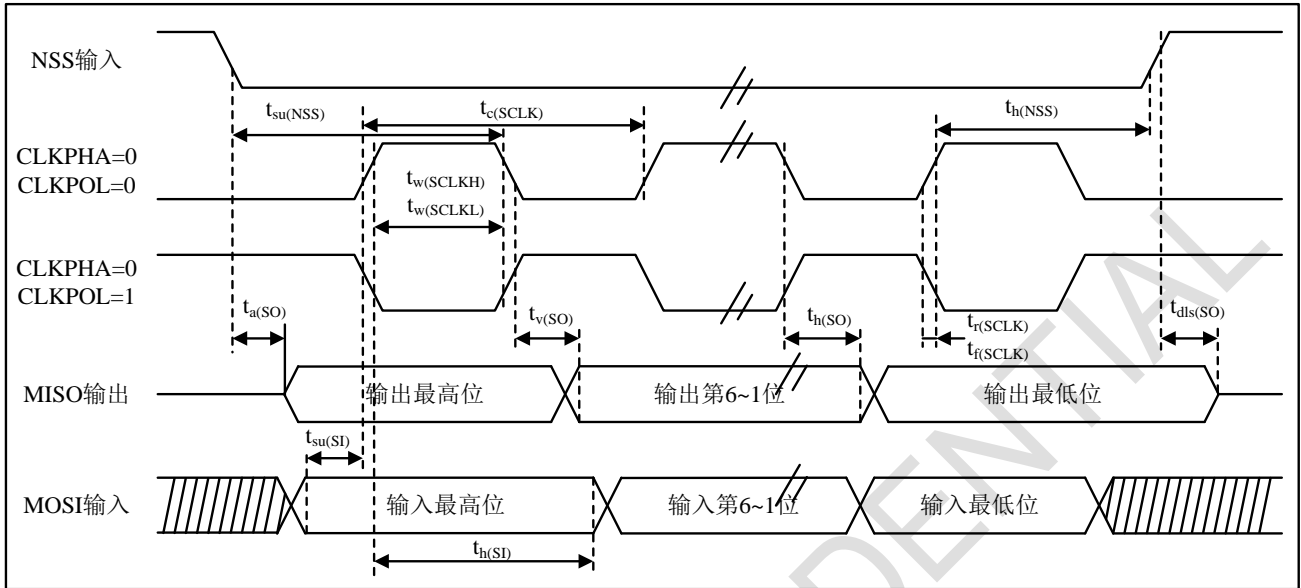 NSS输入
tsu(NSS)
tc(SCLK)
th(NSS)
CLKPHA=0
CLKPOL=0
tw(SCLKH)
tw(SCLKL)
CLKPHA=0
CLKPOL=1
ta(SO)
tv(SO)
th(SO)
tr(SCLK)
tf(SCLK)
tdls(SO)
MISO输出
输出最高位
输出第6~1位
输出最低位
tsu(SI)
MOSI输入
输入最高位
输入第6~1位
输入最低位
th(SI)
DENTIAL